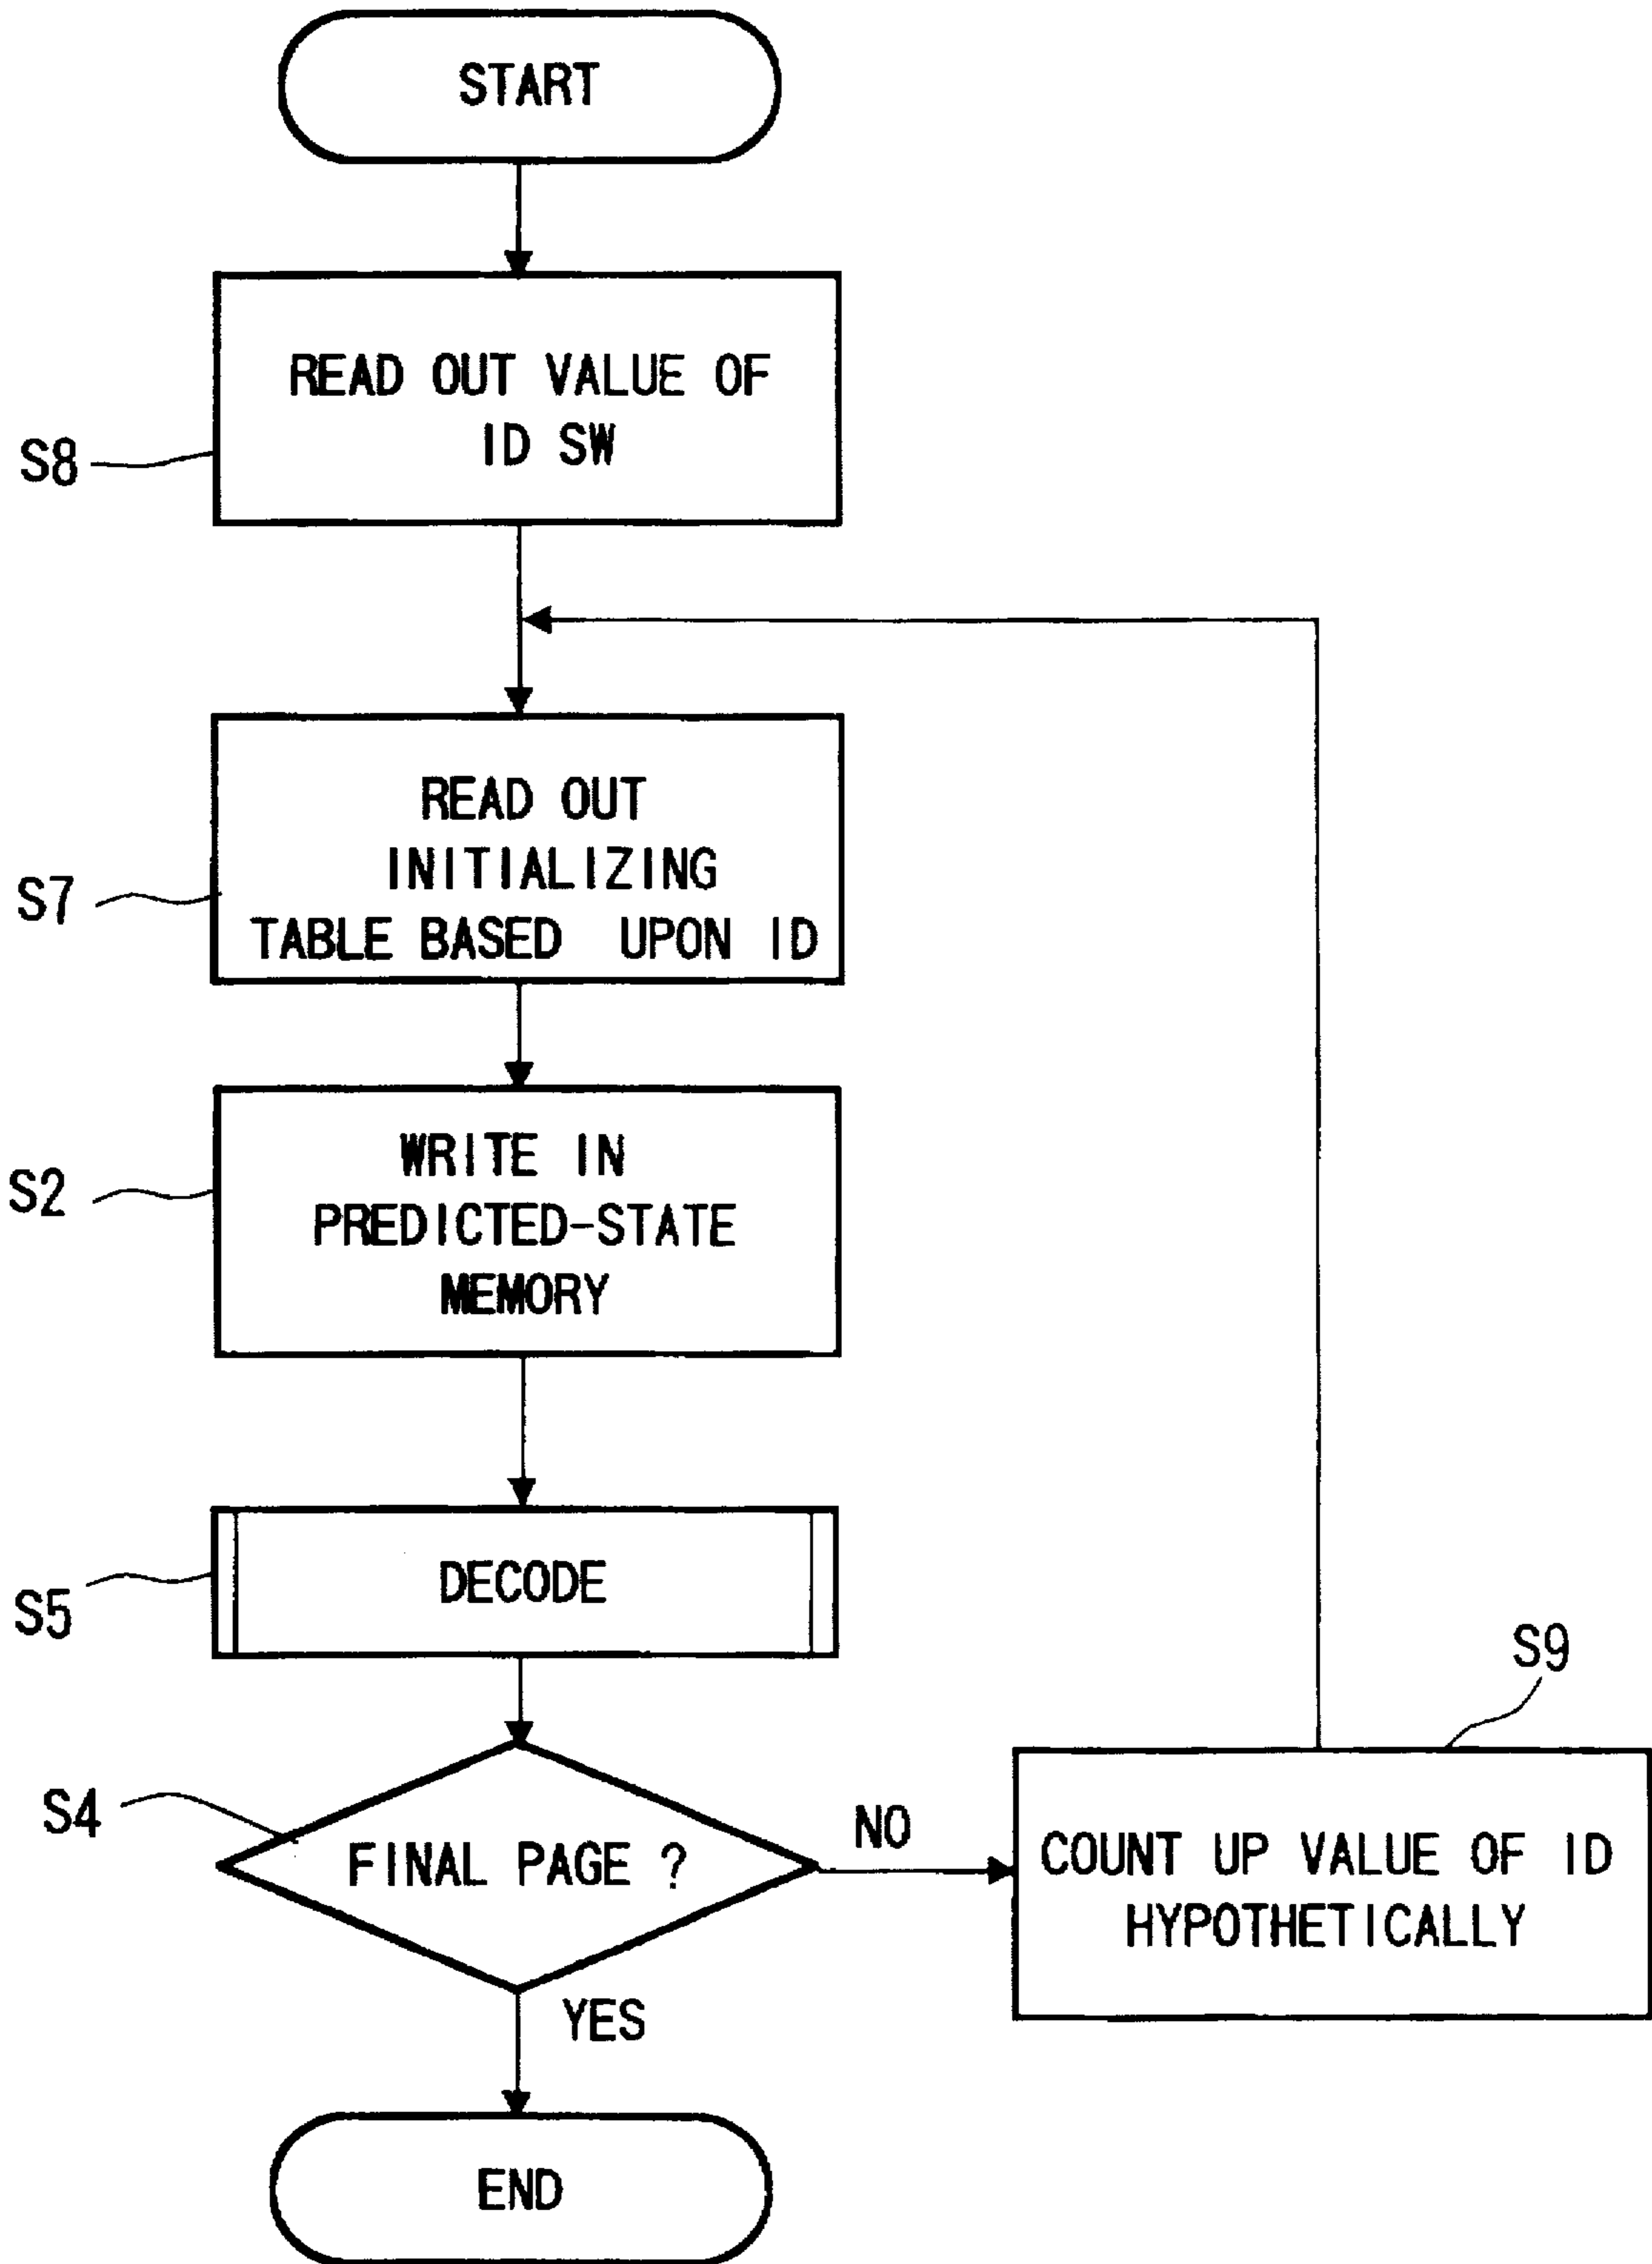 START
READ OUT VALUE OF
ID SW
S8
READ OUT
INITIALIZING
TABLE BASED UPON ID
S7
WRITE IN
PREDICTED-STATE
MEMORY
S2
DECODE
S5
S9
S4
FINAL PAGE ?
NO
COUNT UP VALUE OF ID
HYPOTHETICALLY
YES
END